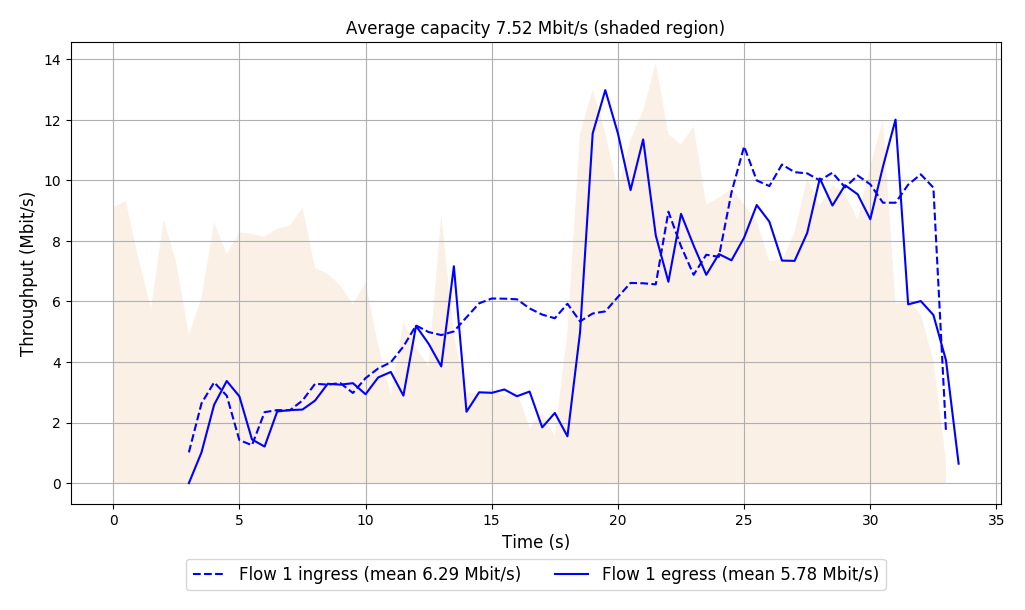 Average capacity 7.52 Mbit/s (shaded region)
14
12
10
8
6
4
2
0
Throughput (Mbit/s)
0 5 10 15 20 25 30 35
Time (s)
Flow 1 ingress (mean 6.29 Mbit/s) Flow 1 egress (mean 5.78 Mbit/s)